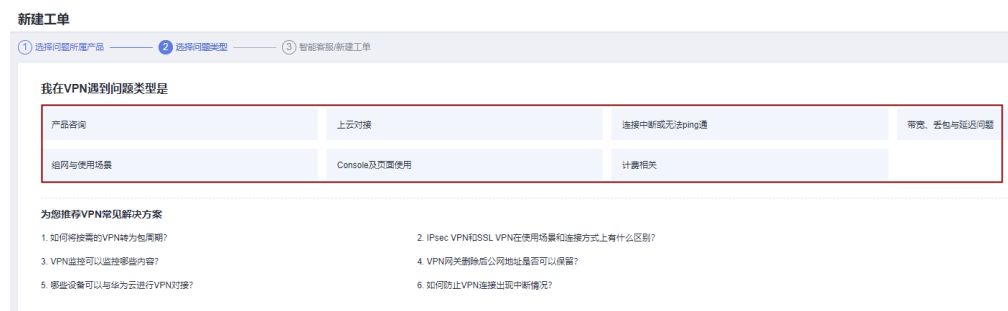 新建工单
1 选择问题所属产品 2 选择问题类型 3 智能客服/新建工单
我在VPN遇到问题类型是
产品咨询 上云对接 连接中断或无法ping通 带宽、丢包与延迟问题
组网与使用场景 Console及页面使用 计费相关
为您推荐VPN常见解决方案
1. 如何将按需的VPN转为包周期? 2. IPsec VPN和SSL VPN在使用场景和连接方式上有什么区别?
3. VPN监控可以监控哪些内容? 4. VPN网关删除后公网地址是否可以保留?
5. 哪些设备可以与华为云进行VPN对接? 6. 如何防止VPN连接出现中断情况?